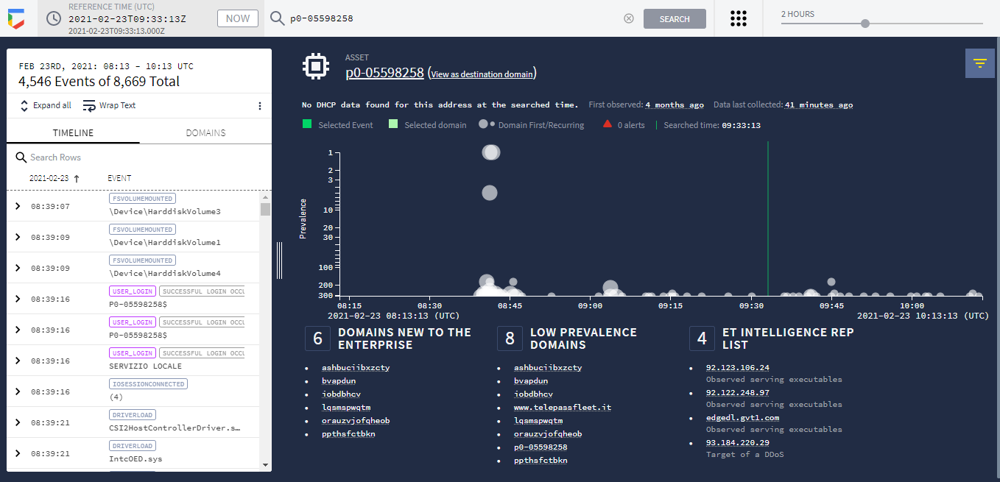 REFERENCE TIME (UTC)
2021-02-23T09:33:13Z
2021-02-23T09:33:13.000Z
NOW
p0-05598258
SEARCH
2 HOURS
FEB 23RD, 2021: 08:13 – 10:13 UTC
4,546 Events of 8,669 Total
Expand all
Wrap Text
TIMELINE
DOMAINS
Search Rows
2021-02-23
EVENT
08:39:07
FSVOLUMEMOUNTED
\Device\HarddiskVolume3
08:39:09
FSVOLUMEMOUNTED
\Device\HarddiskVolume1
08:39:09
FSVOLUMEMOUNTED
\Device\HarddiskVolume4
08:39:16
USER_LOGIN SUCCESSFUL LOGIN OCCU
P0-05598258$
08:39:16
USER_LOGIN SUCCESSFUL LOGIN OCCU
P0-05598258$
08:39:16
USER_LOGIN SUCCESSFUL LOGIN OCCU
SERVIZIO LOCALE
08:39:16
IOSESSIONCONNECTED
(4)
08:39:21
DRIVERLOAD
CSI2HostControllerDriver.s…
08:39:21
DRIVERLOAD
IntcOED.sys
ASSET
p0-05598258 (View as destination domain)
No DHCP data found for this address at the searched time. First observed: 4 months ago Data last collected: 41 minutes ago
Selected Event Selected domain Domain First/Recurring 0 alerts | Searched time: 09:33:13
Prevalence
1
2
3
10
20
30
100
200
300
08:15 08:30 08:45 09:00 09:15 09:30 09:45 10:00
2021-02-23 08:13:13 (UTC)
2021-02-23 10:13:13 (UTC)
6 DOMAINS NEW TO THE ENTERPRISE
ashbuciibxzcty
bvapdun
iobdbhcv
lqsmspwqtm
orauzvjofqheob
ppthsfctbkn
8 LOW PREVALENCE DOMAINS
ashbuciibxzcty
bvapdun
iobdbhcv
www.telepassfleet.it
lqsmspwqtm
orauzvjofqheob
p0-05598258
ppthsfctbkn
4 ET INTELLIGENCE REP LIST
92.123.106.24
Observed serving executables
92.122.248.97
Observed serving executables
edgedl.gvt1.com
Observed serving executables
93.184.220.29
Target of a DDoS